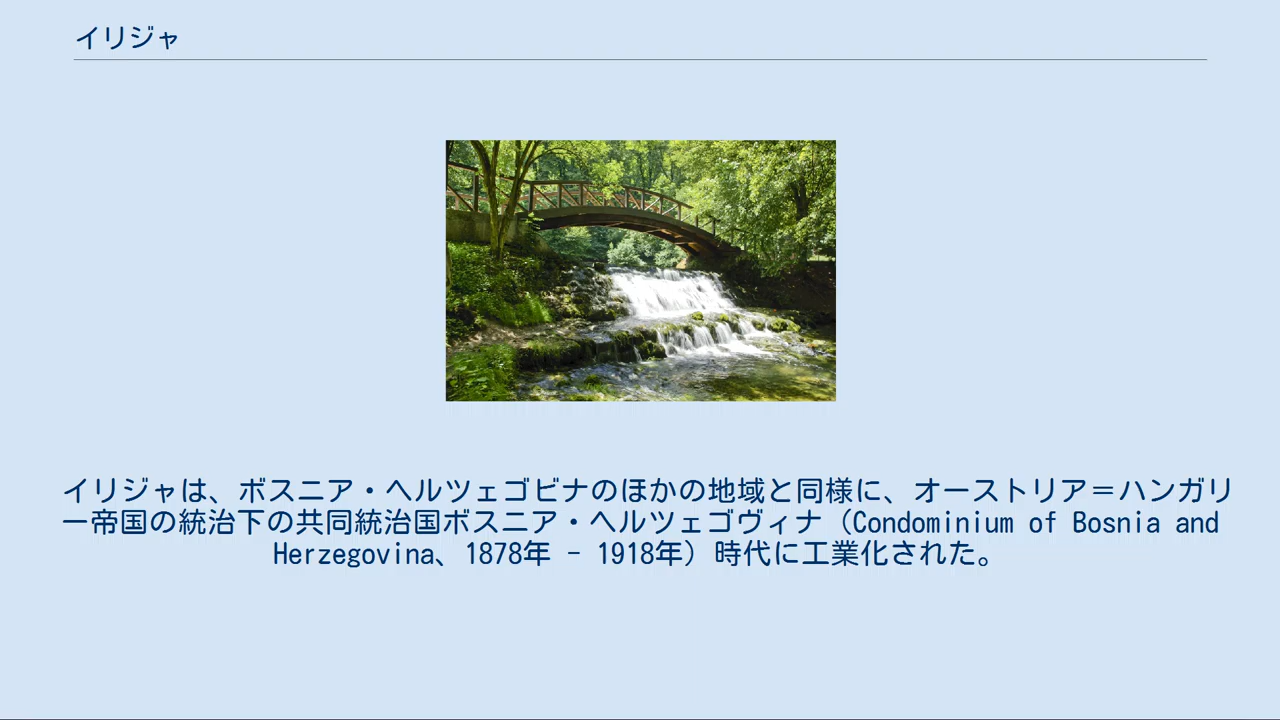 イリジャ
イリジャは、ボスニア・ヘルツェゴビナのほかの地域と同様に、オーストリア＝ハンガリ
ー帝国の統治下の共同統治国ボスニア・ヘルツェゴヴィナ（Condominium of Bosnia and
Herzegovina、1878年 - 1918年）時代に工業化された。